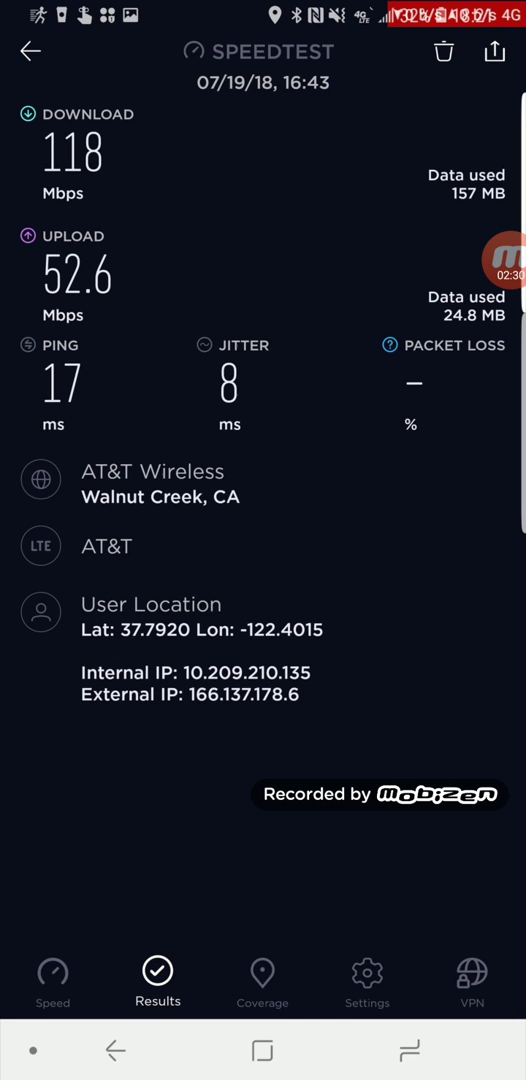 4G
SPEEDTEST
07/19/18, 16:43
DOWNLOAD
118
Mbps
Data used
157 MB
UPLOAD
52.6
Mbps
Data used
24.8 MB
02:30
PING
JITTER
PACKET LOSS
17
8
–
ms
ms
%
AT&T Wireless
Walnut Creek, CA
LTE
AT&T
User Location
Lat: 37.7920 Lon: -122.4015
Internal IP: 10.209.210.135
External IP: 166.137.178.6
Recorded by mobizen
Speed
Results
Coverage
Settings
VPN